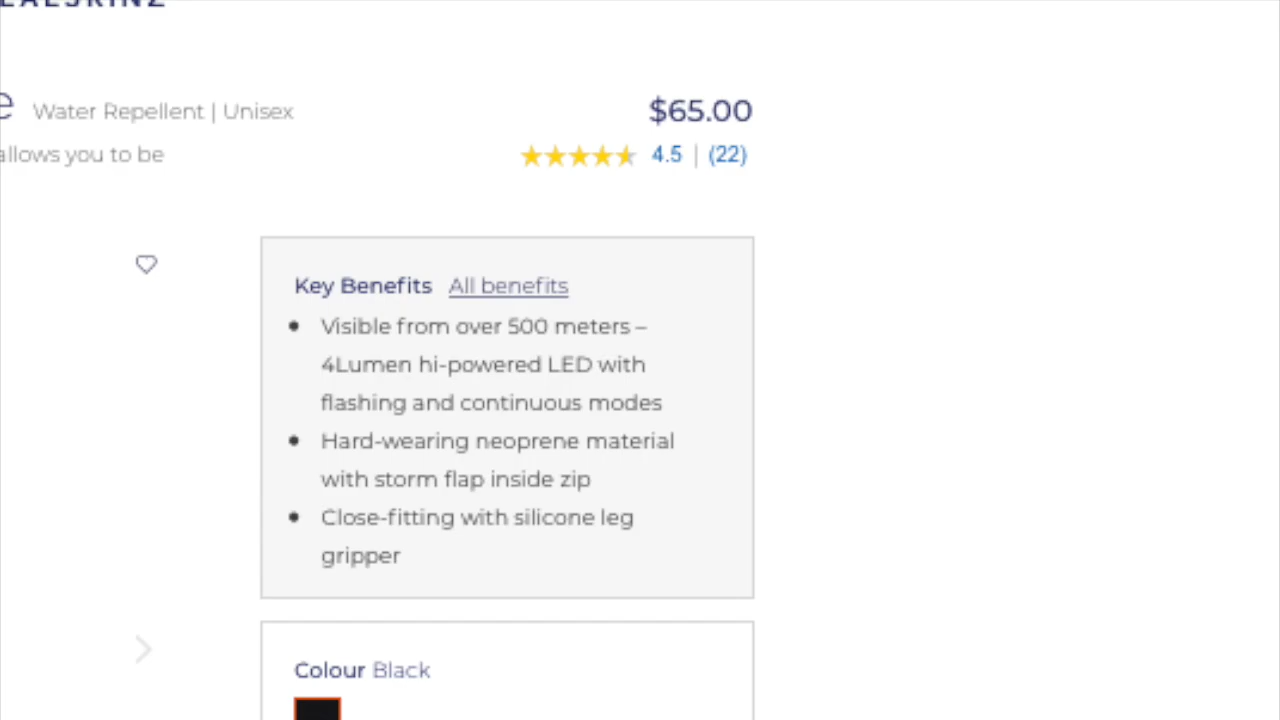 Water Repellent | Unisex
$65.00
allows you to be
4.5 | (22)
Key Benefits All benefits
Visible from over 500 meters –
4Lumen hi-powered LED with
flashing and continuous modes
Hard-wearing neoprene material
with storm flap inside zip
Close-fitting with silicone leg
gripper
Colour Black